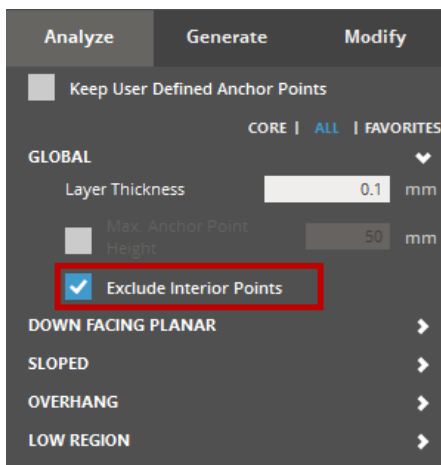 Analyze Generate Modify
Keep User Defined Anchor Points
CORE | ALL | FAVORITES
GLOBAL
Layer Thickness 0.1 mm
Max. Anchor Point
Height 50 mm
Exclude Interior Points
DOWN FACING PLANAR
SLOPED
OVERHANG
LOW REGION